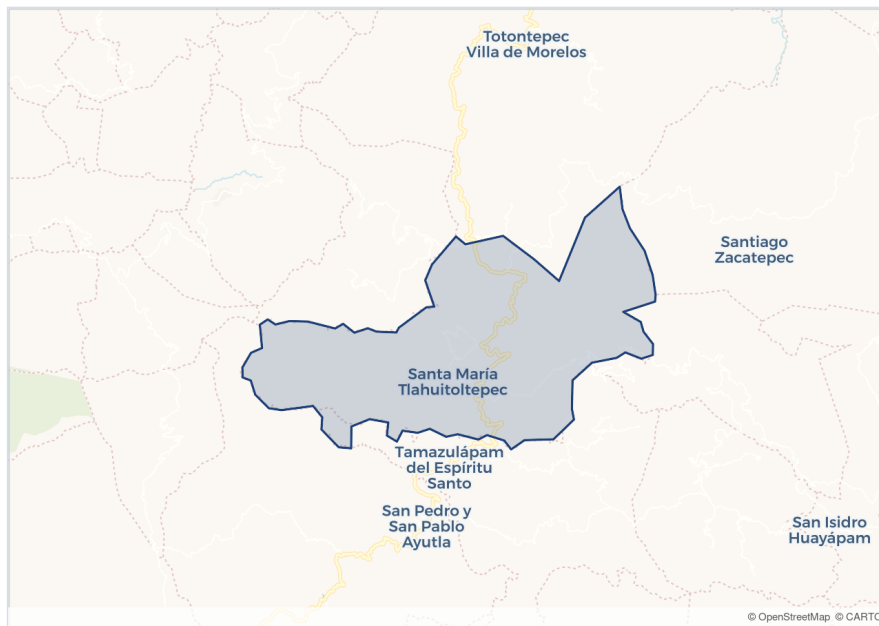 Totontepec
Villa de Morelos
Santiago
Zacatepec
Santa María
Tlahuitoltepec
Tamazulápam
del Espíritu
Santo
San Pedro y
San Pablo
Ayutla
San Isidro
Huayápam
© OpenStreetMap © CARTO